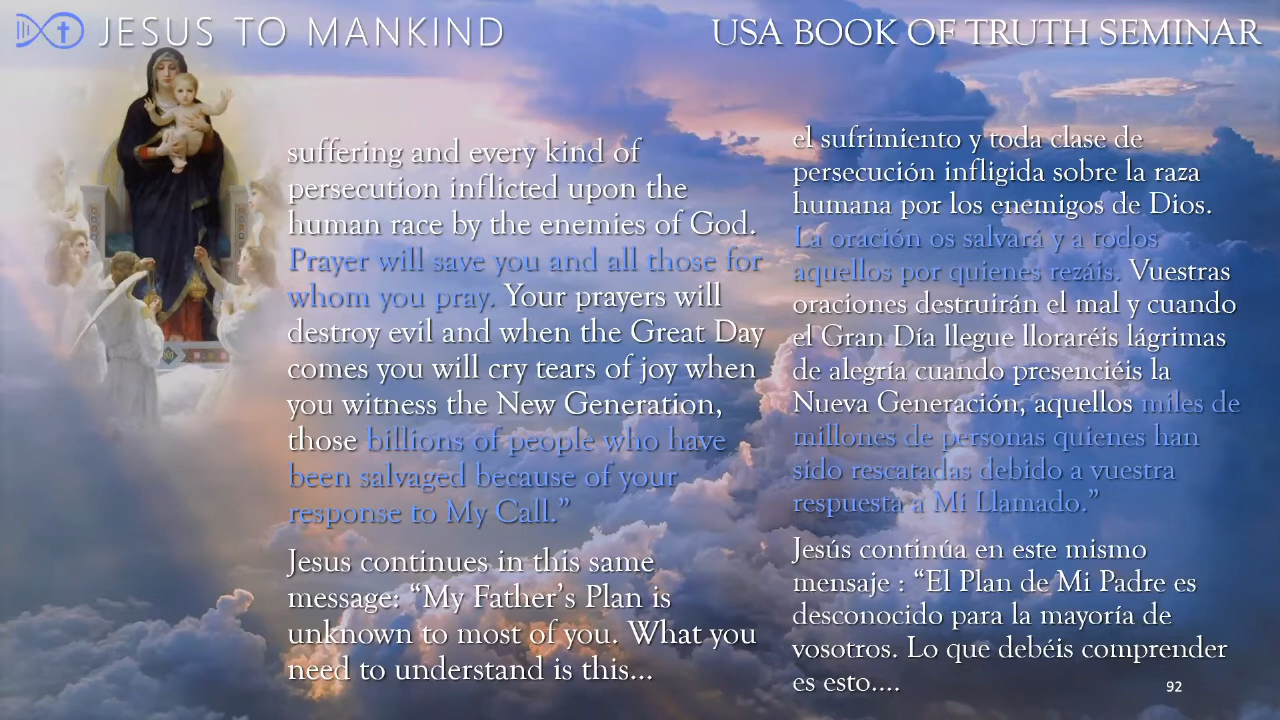 JESUS TO MANKIND
USA BOOK OF TRUTH SEMINAR
suffering and every kind of
persecution inflicted upon the
human race by the enemies of God.
Prayer will save you and all those for
whom you pray. Your prayers will
destroy evil and when the Great Day
comes you will cry tears of joy when
you witness the New Generation,
those billions of people who have
been salvaged because of your
response to My Call.”
Jesus continues in this same
message: “My Father’s Plan is
unknown to most of you. What you
need to understand is this...
el sufrimiento y toda clase de
persecución infligida sobre la raza
humana por los enemigos de Dios.
La oración os salvará y a todos
aquellos por quienes rezáis. Vuestras
oraciones destruirán el mal y cuando
el Gran Día llegue lloraréis lágrimas
de alegría cuando presenciéis la
Nueva Generación, aquellos miles de
millones de personas quienes han
sido rescatadas debido a vuestra
respuesta a Mi Llamado.”
Jesús continúa en este mismo
mensaje : “El Plan de Mi Padre es
desconocido para la mayoría de
vosotros. Lo que debéis comprender
es esto....
92